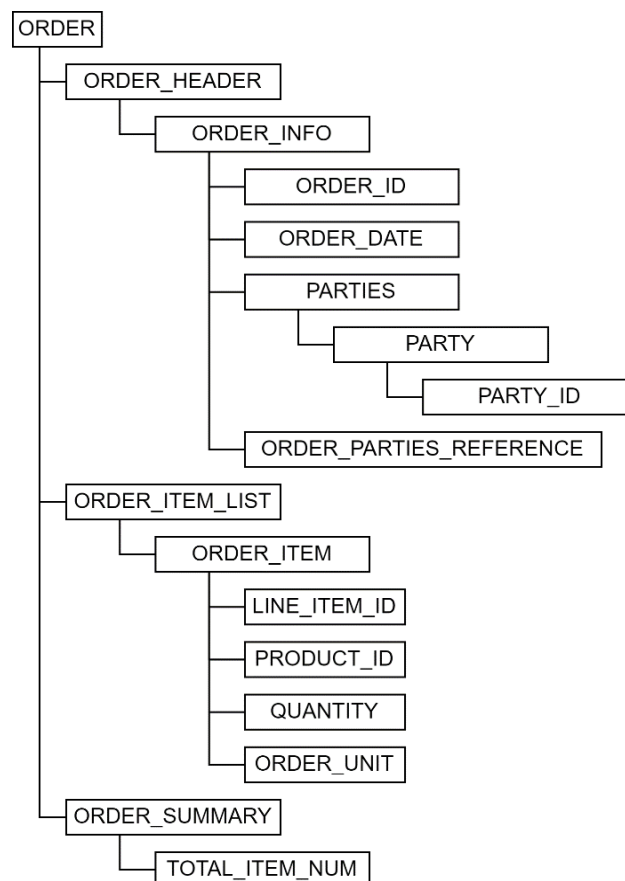 ORDER
ORDER_HEADER
ORDER_INFO
ORDER_ID
ORDER_DATE
PARTIES
PARTY
PARTY_ID
ORDER_PARTIES_REFERENCE
ORDER_ITEM_LIST
ORDER_ITEM
LINE_ITEM_ID
PRODUCT_ID
QUANTITY
ORDER_UNIT
ORDER_SUMMARY
TOTAL_ITEM_NUM